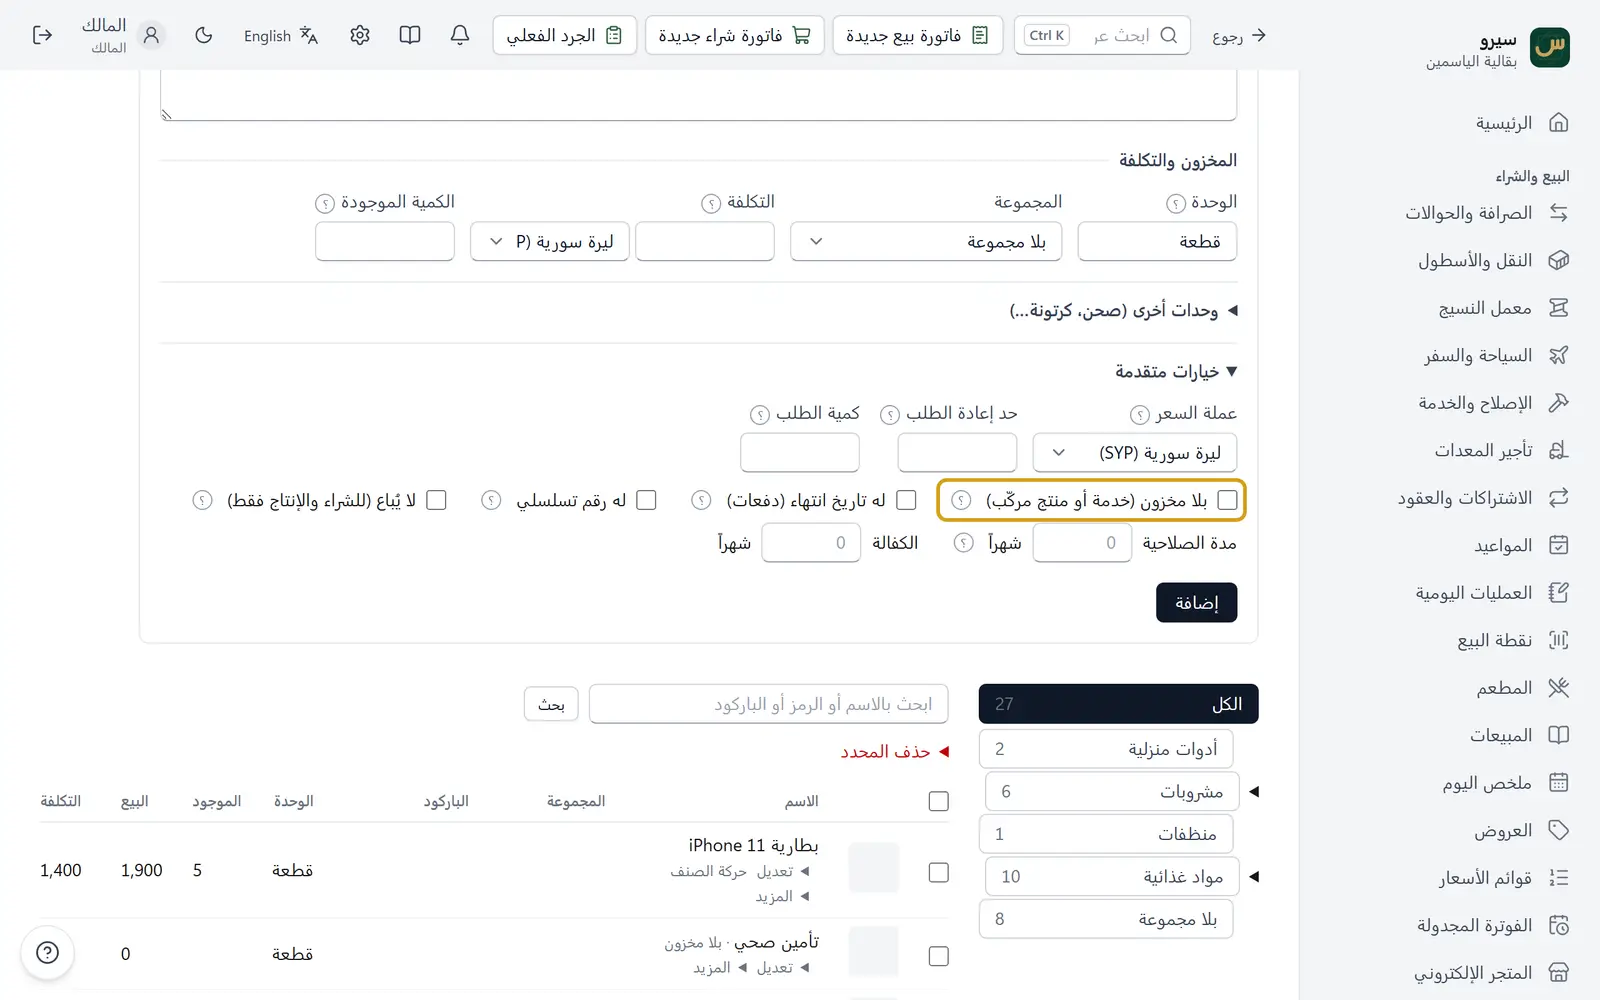 سيرو
بقالية الياسمين
رجوع
ابحث عر
Ctrl K
فاتورة بيع جديدة
فاتورة شراء جديدة
الجرد الفعلي
English
المالك
المالك
الرئيسية
البيع والشراء
الصرافة والحوالات
النقل والأسطول
معمل النسيج
السياحة والسفر
الإصلاح والخدمة
تأجير المعدات
الاشتراكات والعقود
المواعيد
العمليات اليومية
نقطة البيع
المطعم
المبيعات
ملخص اليوم
العروض
قوائم الأسعار
الفوترة المجدولة
المتجر الإلكتروني
المخزون والتكلفة
الوحدة ؟ المجموعة التكلفة ؟ الكمية الموجودة ؟
قطعة بلا مجموعة ليرة سورية (P
وحدات أخرى (صحن، كرتونة...)
خيارات متقدمة
عملة السعر ؟ حد إعادة الطلب ؟ كمية الطلب ؟
ليرة سورية (SYP)
بلا مخزون (خدمة أو منتج مركّب) ؟ له تاريخ انتهاء (دفعات) ؟ له رقم تسلسلي ؟ لا يُباع (للشراء والإنتاج فقط) ؟
مدة الصلاحية 0 شهراً ؟ الكفالة 0 شهراً
إضافة
الكل 27
أدوات منزلية 2
مشروبات 6
منظفات 1
مواد غذائية 10
بلا مجموعة 8
ابحث بالاسم أو الرمز أو الباركود
بحث
حذف المحدد
الاسم المجموعة الباركود الوحدة الموجود البيع التكلفة
بطارية iPhone 11
تعديل حركة الصنف
المزيد
قطعة 5 1,900 1,400
تأمين صحي · بلا مخزون
تعديل المزيد
قطعة 0